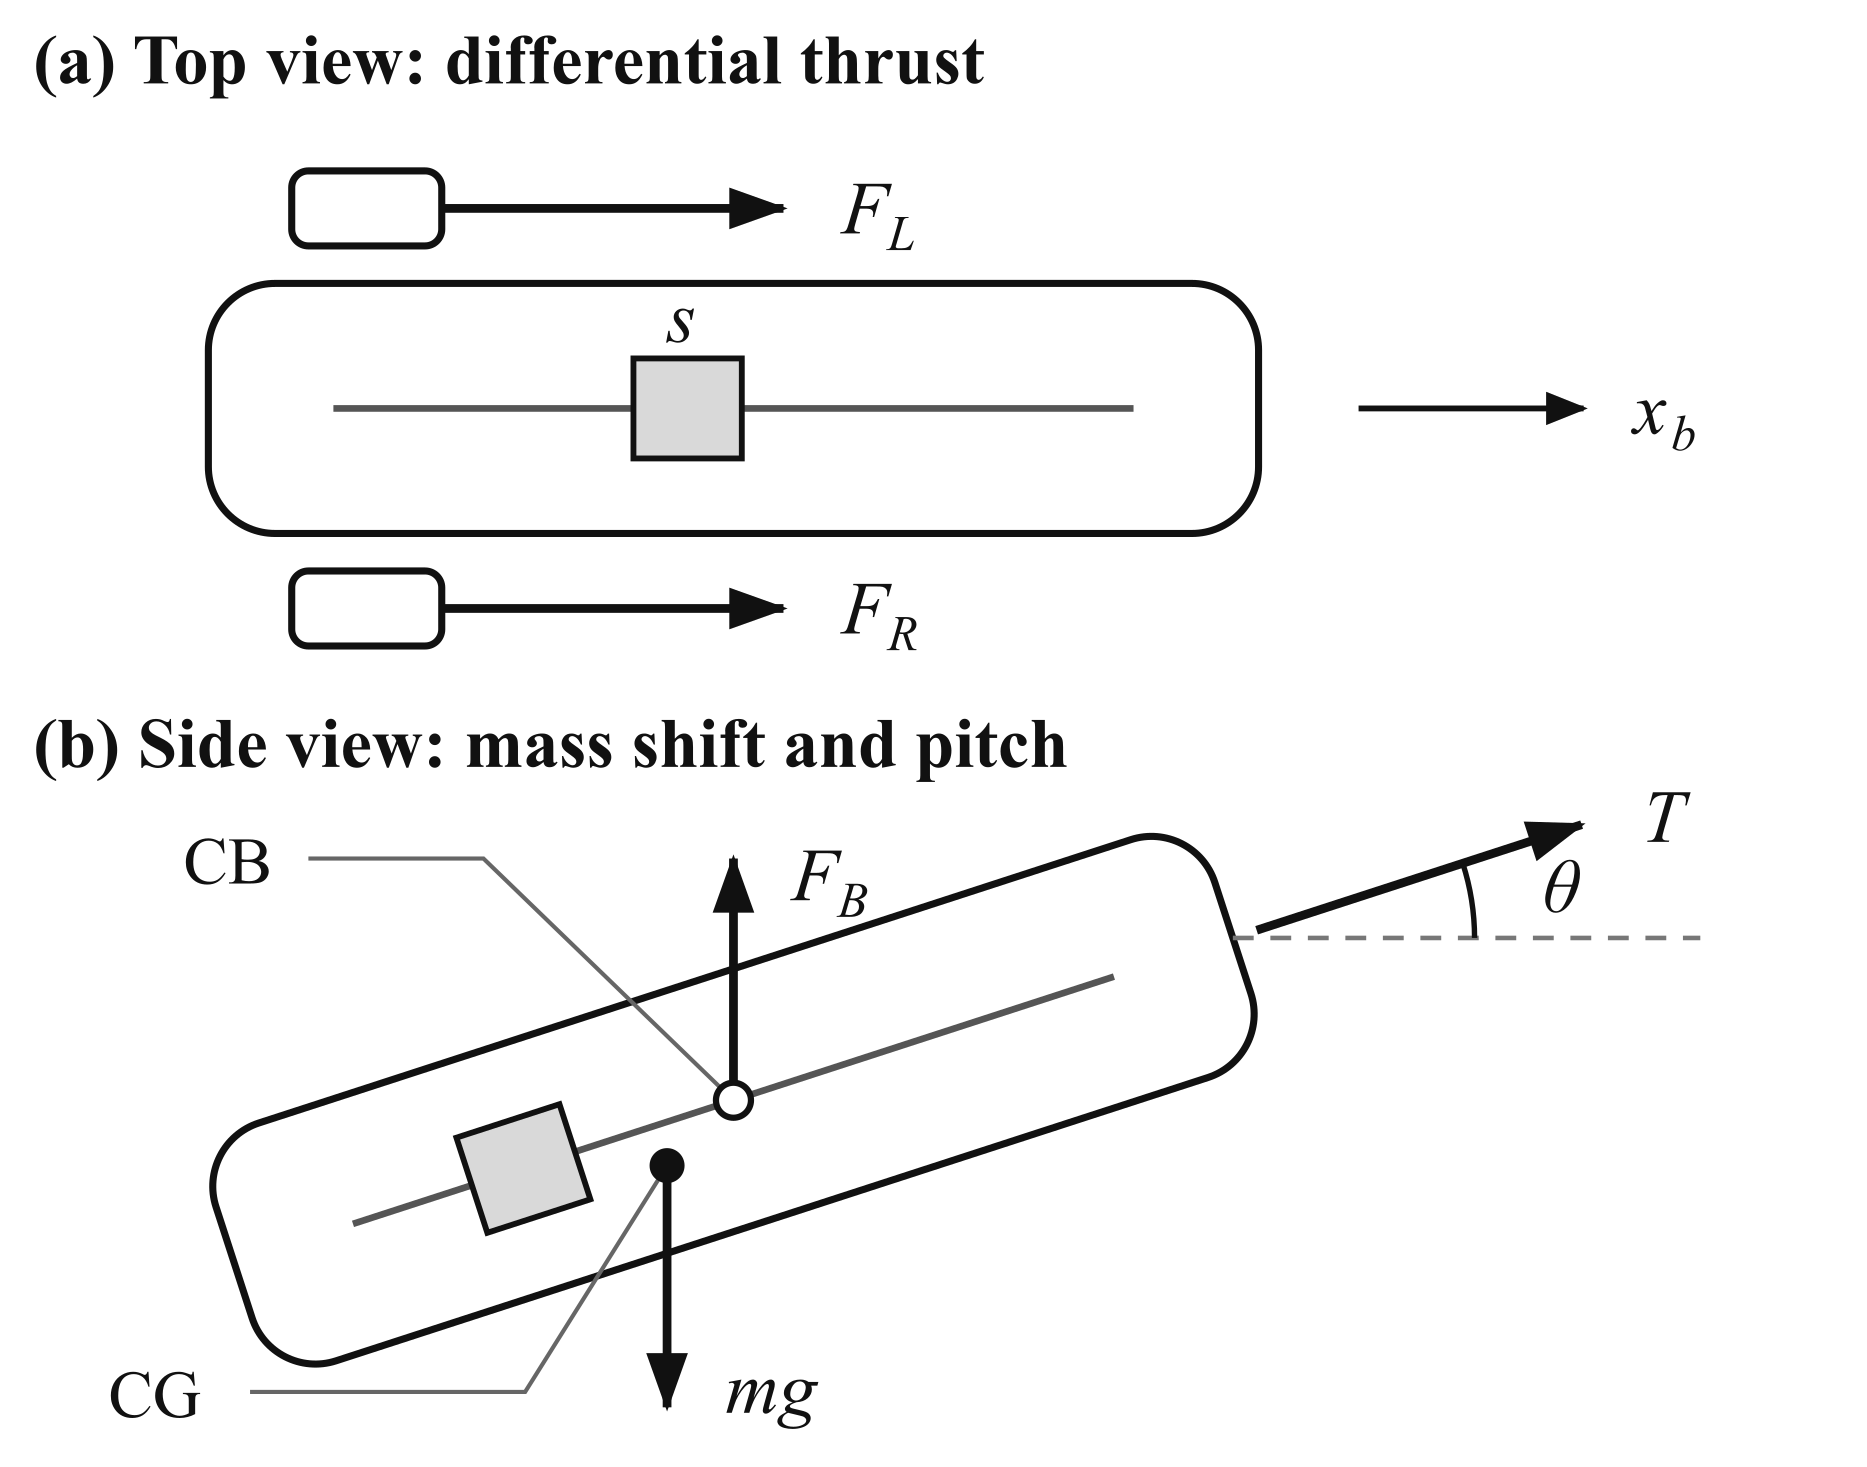 (a) Top view: differential thrust
F_L
s
x_b
F_R
(b) Side view: mass shift and pitch
T
CB
F_B
θ
CG
mg